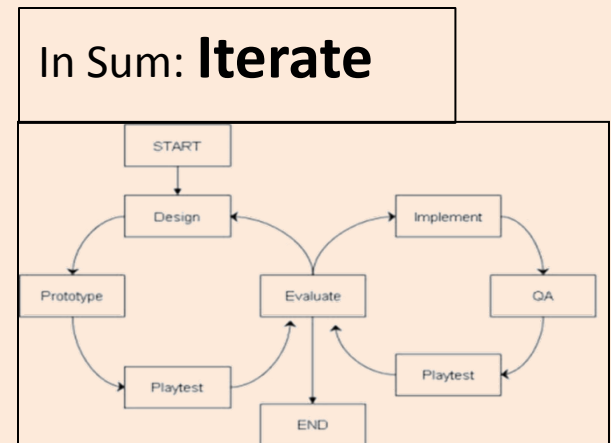 In Sum: Iterate
START
Design
Implement
Prototype
Evaluate
QA
Playtest
Playtest
END